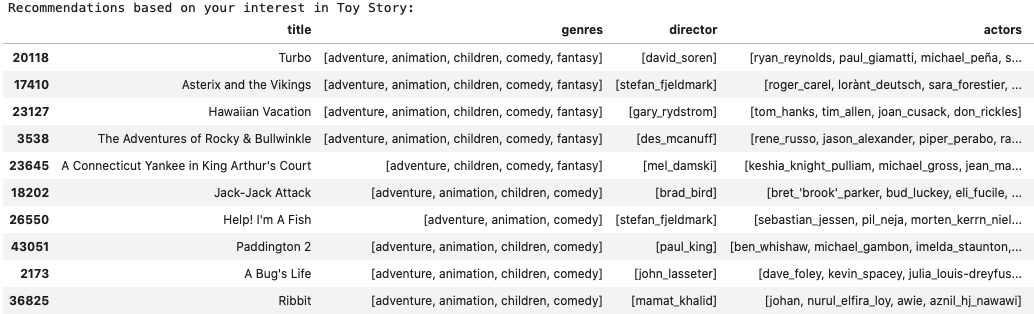 Recommendations based on your interest in Toy Story:
title genres director actors
20118 Turbo [adventure, animation, children, comedy, fantasy] [david_soren] [ryan_reynolds, paul_giamatti, michael_peña, s...
17410 Asterix and the Vikings [adventure, animation, children, comedy, fantasy] [stefan_fjeldmark] [roger_carel, lorànt_deutsch, sara_forestier, ...
23127 Hawaiian Vacation [adventure, animation, children, comedy, fantasy] [gary_rydstrom] [tom_hanks, tim_allen, joan_cusack, don_rickles]
3538 The Adventures of Rocky & Bullwinkle [adventure, animation, children, comedy, fantasy] [des_mcanuff] [rene_russo, jason_alexander, piper_perabo, ra...
23645 A Connecticut Yankee in King Arthur's Court [adventure, children, comedy, fantasy] [mel_damski] [keshia_knight_pulliam, michael_gross, jean_ma...
18202 Jack-Jack Attack [adventure, animation, children, comedy] [brad_bird] [bret_'brook'_parker, bud_luckey, eli_fucile, ...
26550 Help! I'm A Fish [adventure, animation, comedy] [stefan_fjeldmark] [sebastian_jessen, pil_neja, morten_kerrn_niel...
43051 Paddington 2 [adventure, animation, children, comedy] [paul_king] [ben_whishaw, michael_gambon, imelda_staunton,...
2173 A Bug's Life [adventure, animation, children, comedy] [john_lasseter] [dave_foley, kevin_spacey, julia_louis-dreyfus...
36825 Ribbit [adventure, animation, children, comedy] [mamat_khalid] [johan, nurul_elfira_loy, awie, aznil_hj_nawawi]